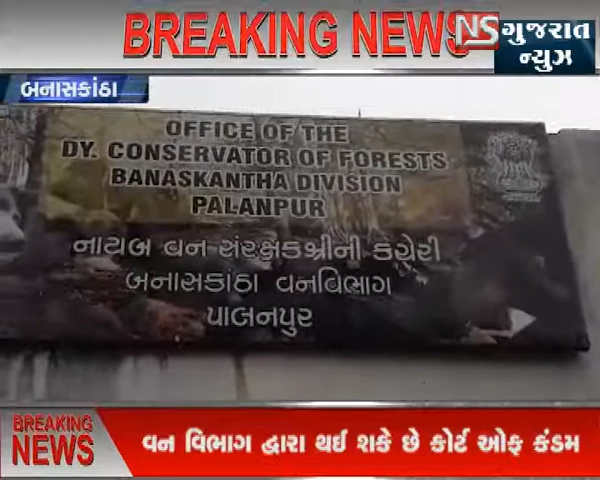 BREAKING NEWS
NS ગુજરાત
ન્યુઝ
બનાસકાંઠા
OFFICE OF THE
DY. CONSERVATOR OF FORESTS
BANASKANTHA DIVISION
PALANPUR
નાયબ વન સંરક્ષકશ્રીની કચેરી
બનાસકાંઠા વનવિભાગ
પાલનપુર
BREAKING
NEWS
વન વિભાગ દ્વારા થઈ શકે છે કોર્ટ ઓફ કંડમ